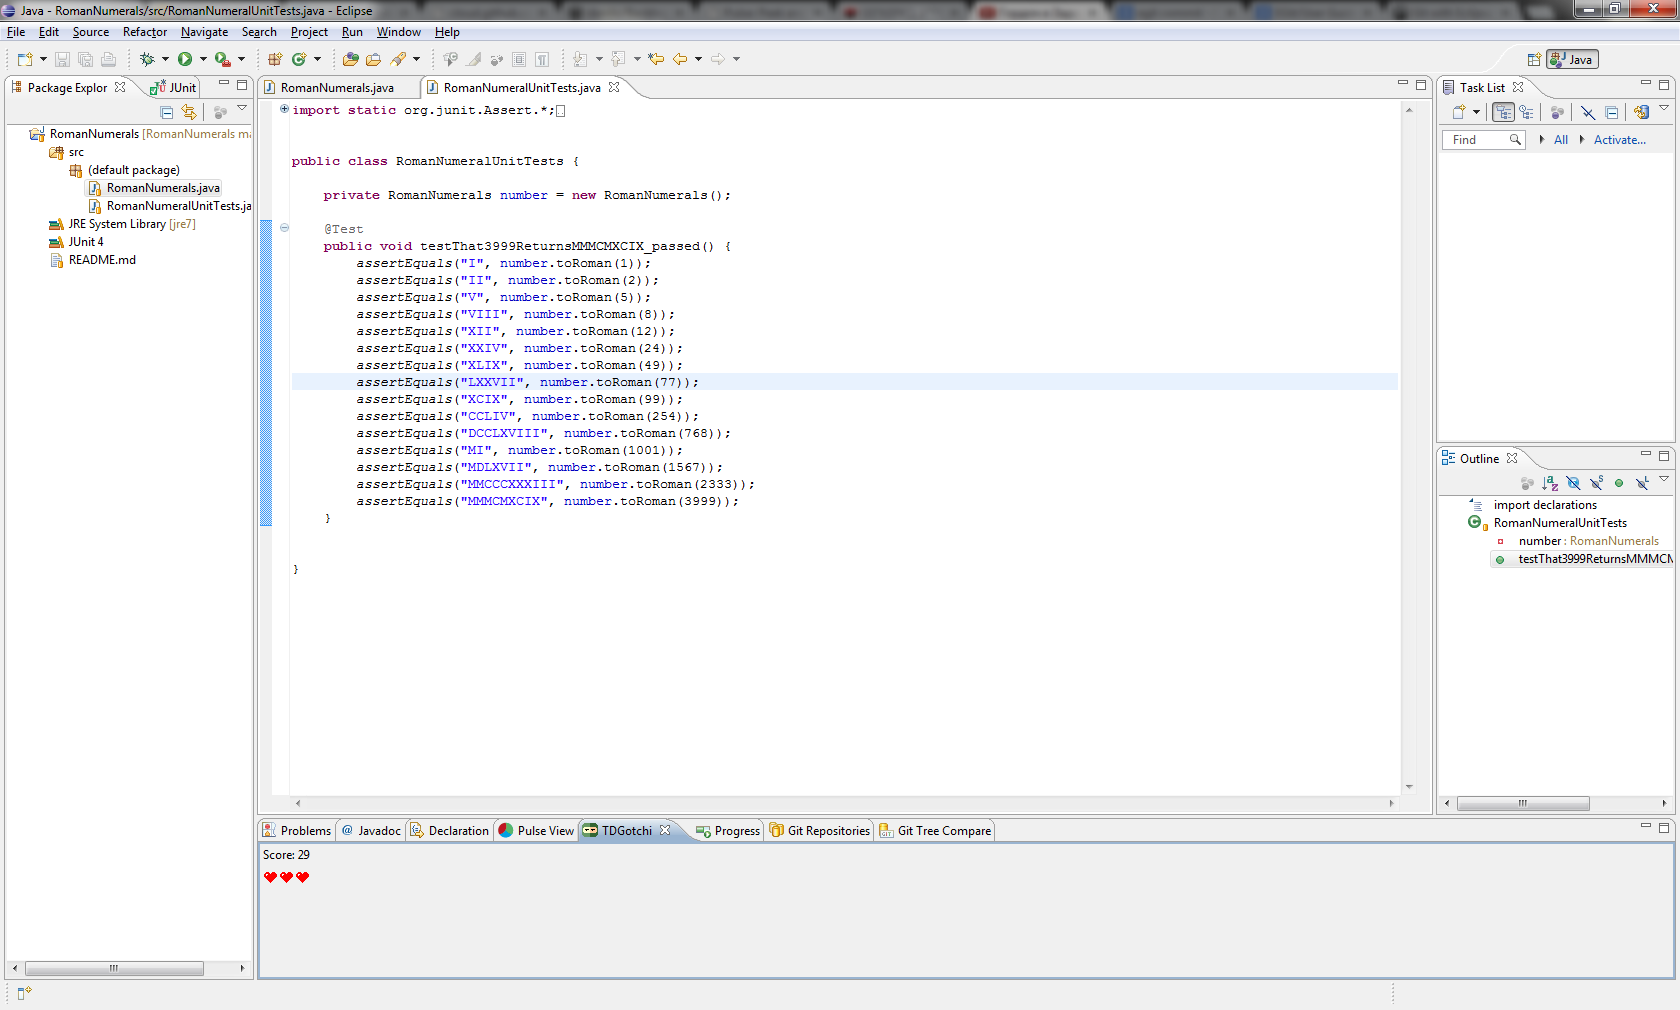 Java - RomanNumerals/src/RomanNumeralUnitTests.java - Eclipse
File Edit Source Refactor Navigate Search Project Run Window Help
Java
Package Explor JUnit
RomanNumerals [RomanNumerals ma
src
(default package)
RomanNumerals.java
RomanNumeralUnitTests.ja
JRE System Library [jre7]
JUnit 4
README.md
RomanNumerals.java RomanNumeralUnitTests.java
import static org.junit.Assert.*;
public class RomanNumeralUnitTests {
private RomanNumerals number = new RomanNumerals();
@Test
public void testThat3999ReturnsMMMCMXCIX_passed() {
assertEquals("I", number.toRoman(1));
assertEquals("II", number.toRoman(2));
assertEquals("V", number.toRoman(5));
assertEquals("VIII", number.toRoman(8));
assertEquals("XII", number.toRoman(12));
assertEquals("XXIV", number.toRoman(24));
assertEquals("XLIX", number.toRoman(49));
assertEquals("LXXVII", number.toRoman(77));
assertEquals("XCIX", number.toRoman(99));
assertEquals("CCLIV", number.toRoman(254));
assertEquals("DCCLXVIII", number.toRoman(768));
assertEquals("MI", number.toRoman(1001));
assertEquals("MDLXVII", number.toRoman(1567));
assertEquals("MMCCCXXXIII", number.toRoman(2333));
assertEquals("MMMCMXCIX", number.toRoman(3999));
}
}
Task List
Find All Activate...
Outline
import declarations
RomanNumeralUnitTests
number : RomanNumerals
testThat3999ReturnsMMMCM
Problems @ Javadoc Declaration Pulse View TDGotchi Progress Git Repositories Git Tree Compare
Score: 29